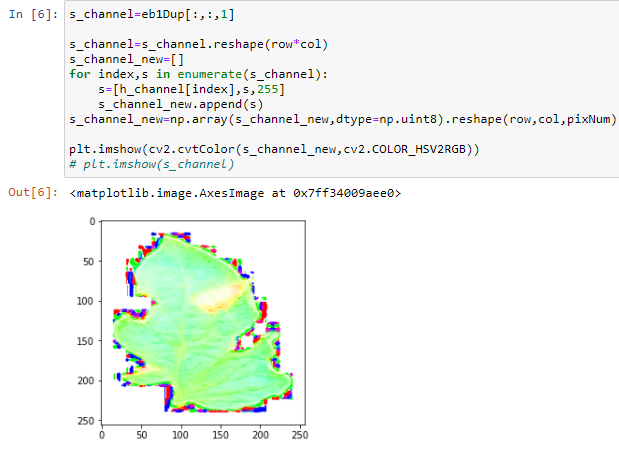 In [6]: s_channel=eb1Dup[:,:,1]
s_channel=s_channel.reshape(row*col)
s_channel_new=[]
for index,s in enumerate(s_channel):
    s=[h_channel[index],s,255]
    s_channel_new.append(s)
s_channel_new=np.array(s_channel_new,dtype=np.uint8).reshape(row,col,pixNum)
plt.imshow(cv2.cvtColor(s_channel_new,cv2.COLOR_HSV2RGB))
# plt.imshow(s_channel)
Out[6]: <matplotlib.image.AxesImage at 0x7ff34009aee0>
0
50
100
150
200
250
0 50 100 150 200 250